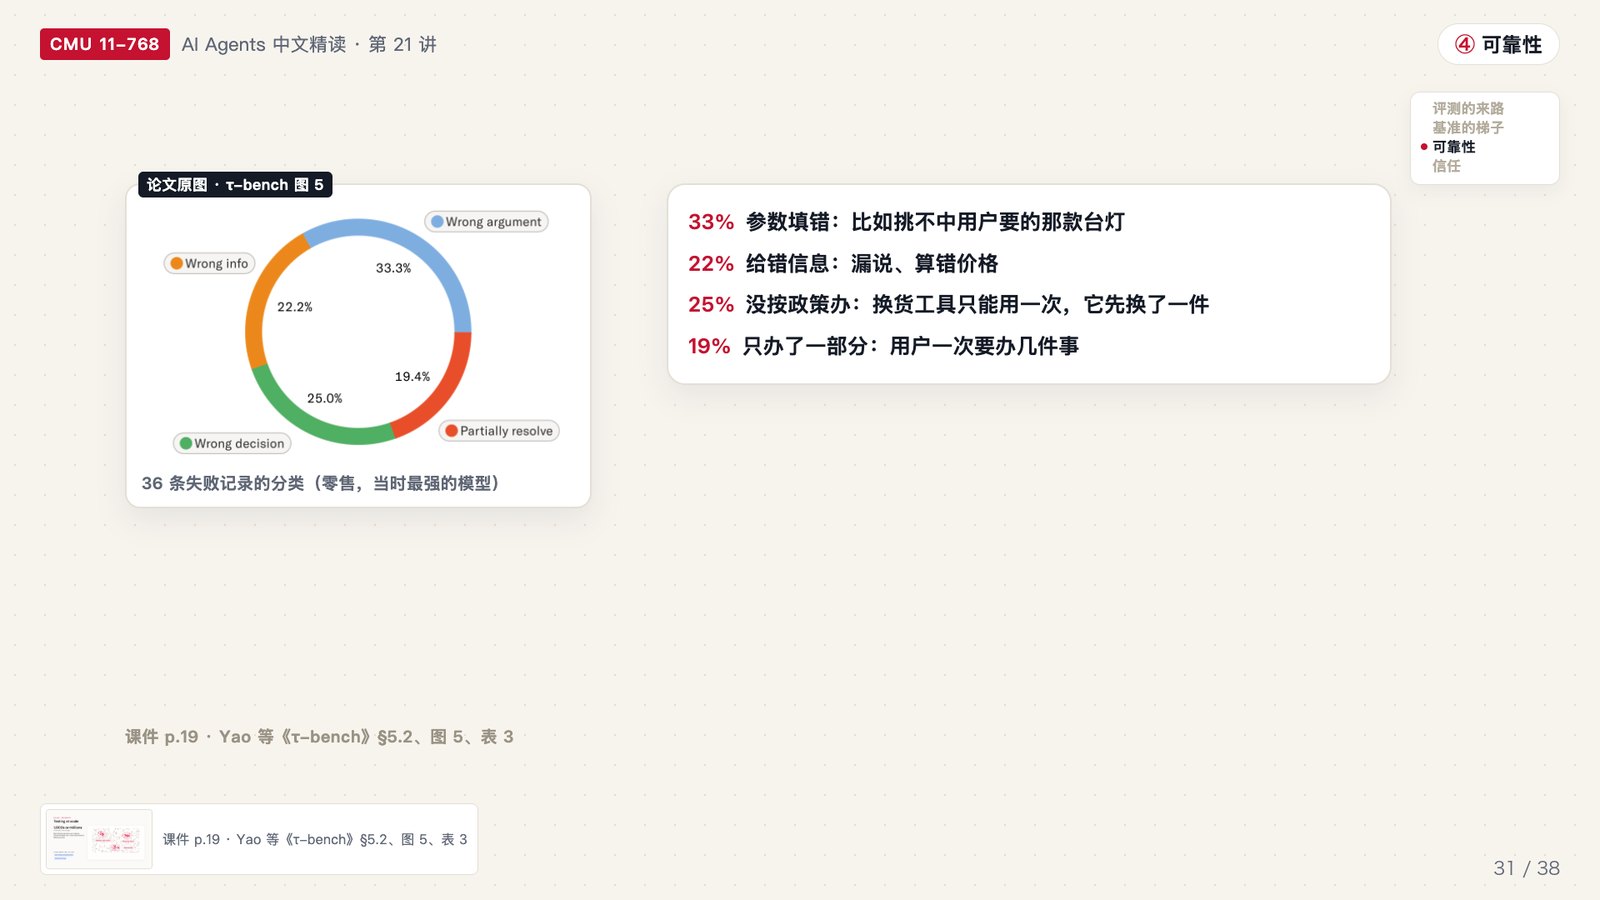 CMU 11-768 AI Agents 中文精读 · 第 21 讲
④ 可靠性
评测的来路
基准的梯子
可靠性
信任
论文原图 · τ-bench 图 5
Wrong argument
Wrong info
33.3%
22.2%
19.4%
25.0%
Partially resolve
Wrong decision
36 条失败记录的分类（零售，当时最强的模型）
33% 参数填错：比如挑不中用户要的那款台灯
22% 给错信息：漏说、算错价格
25% 没按政策办：换货工具只能用一次，它先换了一件
19% 只办了一部分：用户一次要办几件事
课件 p.19 · Yao 等《τ-bench》§5.2、图 5、表 3
课件 p.19 · Yao 等《τ-bench》§5.2、图 5、表 3
31 / 38